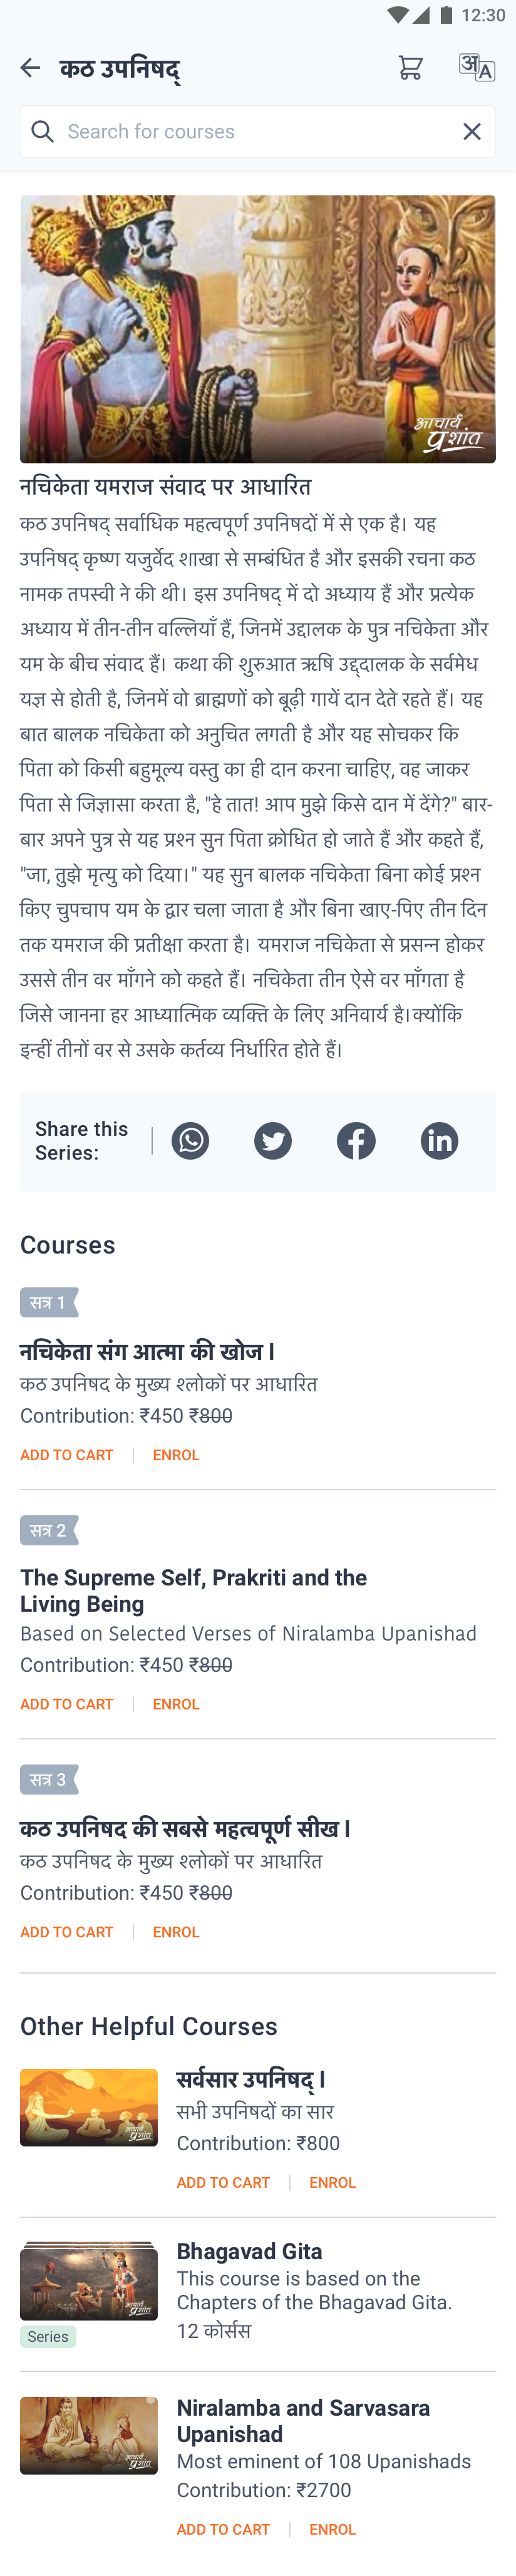 12:30
कठ उपनिषद्
अ A
Search for courses
आचार्य
प्रशांत
नचिकेता यमराज संवाद पर आधारित
कठ उपनिषद् सर्वाधिक महत्वपूर्ण उपनिषदों में से एक है। यह
उपनिषद् कृष्ण यजुर्वेद शाखा से सम्बंधित है और इसकी रचना कठ
नामक तपस्वी ने की थी। इस उपनिषद् में दो अध्याय हैं और प्रत्येक
अध्याय में तीन-तीन वल्लियाँ हैं, जिनमें उद्दालक के पुत्र नचिकेता और
यम के बीच संवाद हैं। कथा की शुरुआत ऋषि उद्द्दालक के सर्वमेध
यज्ञ से होती है, जिनमें वो ब्राह्मणों को बूढ़ी गायें दान देते रहते हैं। यह
बात बालक नचिकेता को अनुचित लगती है और यह सोचकर कि
पिता को किसी बहुमूल्य वस्तु का ही दान करना चाहिए, वह जाकर
पिता से जिज्ञासा करता है, "हे तात! आप मुझे किसे दान में देंगे?" बार-
बार अपने पुत्र से यह प्रश्न सुन पिता क्रोधित हो जाते हैं और कहते हैं,
"जा, तुझे मृत्यु को दिया।" यह सुन बालक नचिकेता बिना कोई प्रश्न
किए चुपचाप यम के द्वार चला जाता है और बिना खाए-पिए तीन दिन
तक यमराज की प्रतीक्षा करता है। यमराज नचिकेता से प्रसन्न होकर
उससे तीन वर माँगने को कहते हैं। नचिकेता तीन ऐसे वर माँगता है
जिसे जानना हर आध्यात्मिक व्यक्ति के लिए अनिवार्य है।क्योंकि
इन्हीं तीनों वर से उसके कर्तव्य निर्धारित होते हैं।
Share this
Series:
Courses
सत्र 1
नचिकेता संग आत्मा की खोज।
कठ उपनिषद के मुख्य श्लोकों पर आधारित
Contribution: ₹450 ₹800
ADD TO CART | ENROL
सत्र 2
The Supreme Self, Prakriti and the
Living Being
Based on Selected Verses of Niralamba Upanishad
Contribution: ₹450 ₹800
ADD TO CART | ENROL
सत्र 3
कठ उपनिषद की सबसे महत्वपूर्ण सीख।
कठ उपनिषद के मुख्य श्लोकों पर आधारित
Contribution: ₹450 ₹800
ADD TO CART | ENROL
Other Helpful Courses
सर्वसार उपनिषद्।
सभी उपनिषदों का सार
Contribution: ₹800
ADD TO CART | ENROL
आचार्य
प्रशांत
Bhagavad Gita
This course is based on the
Chapters of the Bhagavad Gita.
12 कोर्सस
आचार्य
प्रशांत
Series
Niralamba and Sarvasara
Upanishad
Most eminent of 108 Upanishads
Contribution: ₹2700
ADD TO CART | ENROL
आचार्य
प्रशांत